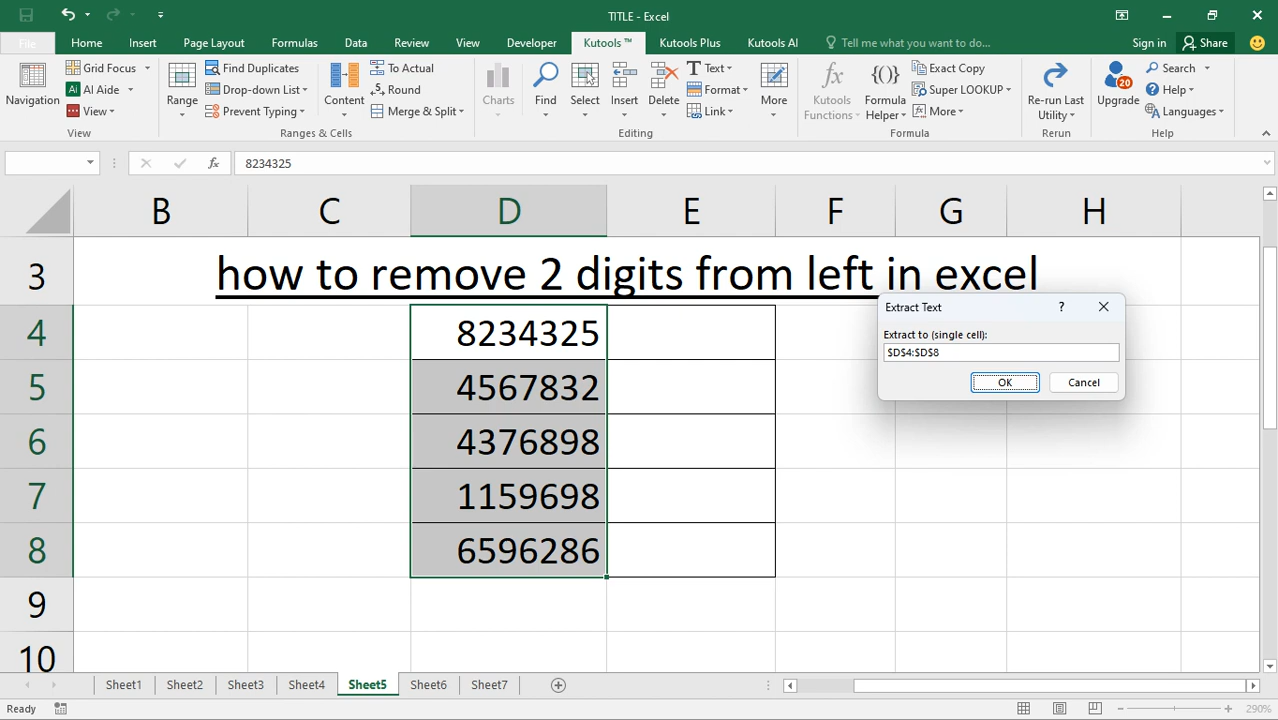 TITLE - Excel
File Home Insert Page Layout Formulas Data Review View Developer Kutools ™ Kutools Plus Kutools AI Tell me what you want to do... Sign in Share
Navigation
Grid Focus
AI Aide
View
View
Range
Find Duplicates
Drop-down List
Prevent Typing
Content
To Actual
Round
Merge & Split
Ranges & Cells
Charts
Find
Select
Insert
Delete
Text
Format
Link
More
Editing
Kutools Functions
Formula Helper
Exact Copy
Super LOOKUP
More
Formula
Re-run Last Utility
Rerun
20
Upgrade
Search
Help
Languages
Help
fx 8234325
B C D E F G H
3 how to remove 2 digits from left in excel
4 8234325
5 4567832
6 4376898
7 1159698
8 6596286
9
10
Extract Text ?
Extract to (single cell):
$D$4:$D$8
OK Cancel
Sheet1 Sheet2 Sheet3 Sheet4 Sheet5 Sheet6 Sheet7
Ready 290%